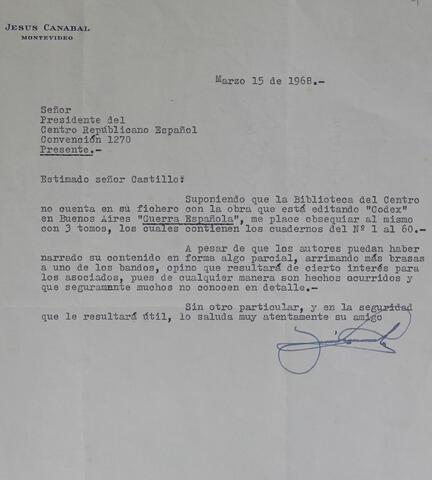 JESUS CANABAL
MONTEVIDEO
Marzo 15 de 1968.-
Señor
Presidente del
Centro Républicano Español
Convención 1270
Presente.-
Estimado señor Castillo:
Suponiendo que la Biblioteca del Centro
no cuenta en su fichero con la obra que está editando "Codex"
en Buenos Aires "Guerra Española", me place obsequiar al mismo
con 3 tomos, los cuales contienen los cuadernos del Nº 1 al 60.-
A pesar de que los autores puedan haber
narrado su contenido en forma algo parcial, arrimando más brasas
a uno de los bandos, opino que resultará de cierto interés para
los asociados, pues de cualquier manera son hechos ocurridos y
que seguramnte muchos no conocen en detalle.-
Sin otro particular, y en la seguridad
que le resultará útil, lo saluda muy atentamente su amigo